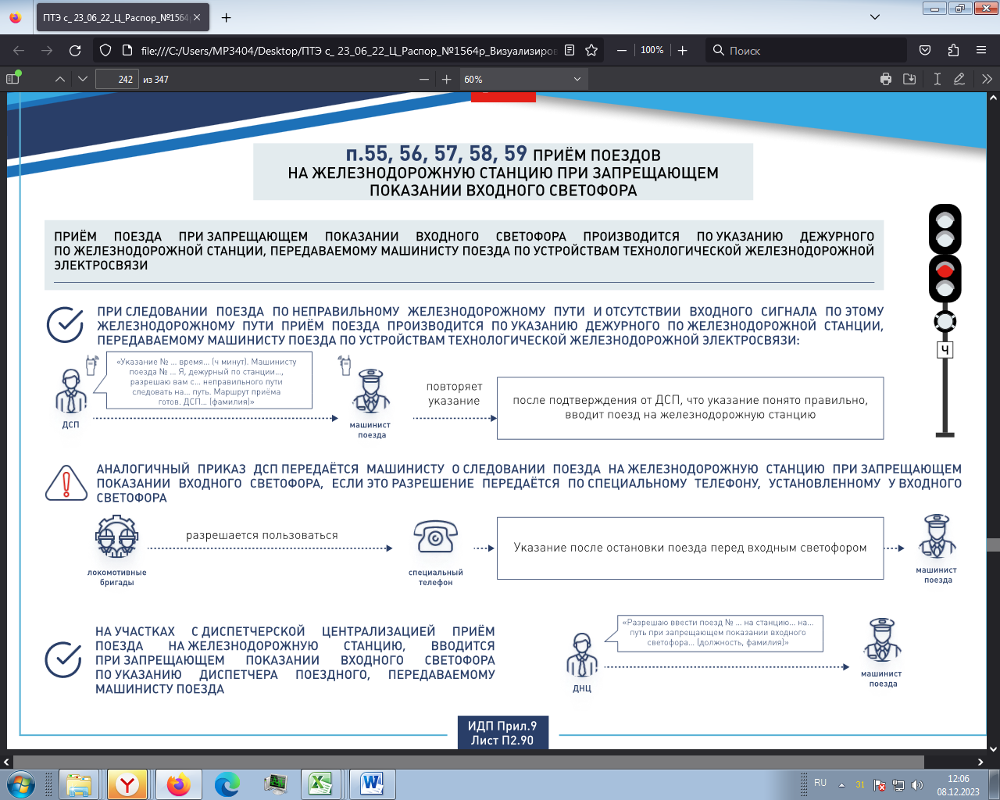 ПТЭ с_ 23_06_22_Ц_Распор_№1564
file:///C:/Users/MP3404/Desktop/ПТЭ с_ 23_06_22_Ц_Распор_№1564р_Визуализиров
100%
Поиск
242
из 347
60%
п.55, 56, 57, 58, 59 ПРИЁМ ПОЕЗДОВ
НА ЖЕЛЕЗНОДОРОЖНУЮ СТАНЦИЮ ПРИ ЗАПРЕЩАЮЩЕМ
ПОКАЗАНИИ ВХОДНОГО СВЕТОФОРА
ПРИЁМ ПОЕЗДА ПРИ ЗАПРЕЩАЮЩЕМ ПОКАЗАНИИ ВХОДНОГО СВЕТОФОРА ПРОИЗВОДИТСЯ ПО УКАЗАНИЮ ДЕЖУРНОГО
ПО ЖЕЛЕЗНОДОРОЖНОЙ СТАНЦИИ, ПЕРЕДАВАЕМОМУ МАШИНИСТУ ПОЕЗДА ПО УСТРОЙСТВАМ ТЕХНОЛОГИЧЕСКОЙ ЖЕЛЕЗНОДОРОЖНОЙ
ЭЛЕКТРОСВЯЗИ
ПРИ СЛЕДОВАНИИ ПОЕЗДА ПО НЕПРАВИЛЬНОМУ ЖЕЛЕЗНОДОРОЖНОМУ ПУТИ И ОТСУТСТВИИ ВХОДНОГО СИГНАЛА ПО ЭТОМУ
ЖЕЛЕЗНОДОРОЖНОМУ ПУТИ ПРИЁМ ПОЕЗДА ПРОИЗВОДИТСЯ ПО УКАЗАНИЮ ДЕЖУРНОГО ПО ЖЕЛЕЗНОДОРОЖНОЙ СТАНЦИИ,
ПЕРЕДАВАЕМОМУ МАШИНИСТУ ПОЕЗДА ПО УСТРОЙСТВАМ ТЕХНОЛОГИЧЕСКОЙ ЖЕЛЕЗНОДОРОЖНОЙ ЭЛЕКТРОСВЯЗИ:
Ч
«Указание № ... время... (ч минут). Машинисту
поезда № ... Я, дежурный по станции...,
разрешаю вам с... неправильного пути
следовать на... путь. Маршрут приёма
готов. ДСП... (фамилия)»
ДСП
машинист
поезда
повторяет
указание
после подтверждения от ДСП, что указание понято правильно,
вводит поезд на железнодорожную станцию
АНАЛОГИЧНЫЙ ПРИКАЗ ДСП ПЕРЕДАЁТСЯ МАШИНИСТУ О СЛЕДОВАНИИ ПОЕЗДА НА ЖЕЛЕЗНОДОРОЖНУЮ СТАНЦИЮ ПРИ ЗАПРЕЩАЮЩЕМ
ПОКАЗАНИИ ВХОДНОГО СВЕТОФОРА, ЕСЛИ ЭТО РАЗРЕШЕНИЕ ПЕРЕДАЁТСЯ ПО СПЕЦИАЛЬНОМУ ТЕЛЕФОНУ, УСТАНОВЛЕННОМУ У ВХОДНОГО
СВЕТОФОРА
локомотивные
бригады
разрешается пользоваться
специальный
телефон
Указание после остановки поезда перед входным светофором
машинист
поезда
НА УЧАСТКАХ С ДИСПЕТЧЕРСКОЙ ЦЕНТРАЛИЗАЦИЕЙ ПРИЁМ
ПОЕЗДА НА ЖЕЛЕЗНОДОРОЖНУЮ СТАНЦИЮ, ВВОДИТСЯ
ПРИ ЗАПРЕЩАЮЩЕМ ПОКАЗАНИИ ВХОДНОГО СВЕТОФОРА
ПО УКАЗАНИЮ ДИСПЕТЧЕРА ПОЕЗДНОГО, ПЕРЕДАВАЕМОМУ
МАШИНИСТУ ПОЕЗДА
«Разрешаю ввести поезд № ... на станцию... на...
путь при запрещающем показании входного
светофора... (должность, фамилия)»
ДНЦ
машинист
поезда
ИДП Прил.9
Лист П2.90
RU
31
12:06
08.12.2023